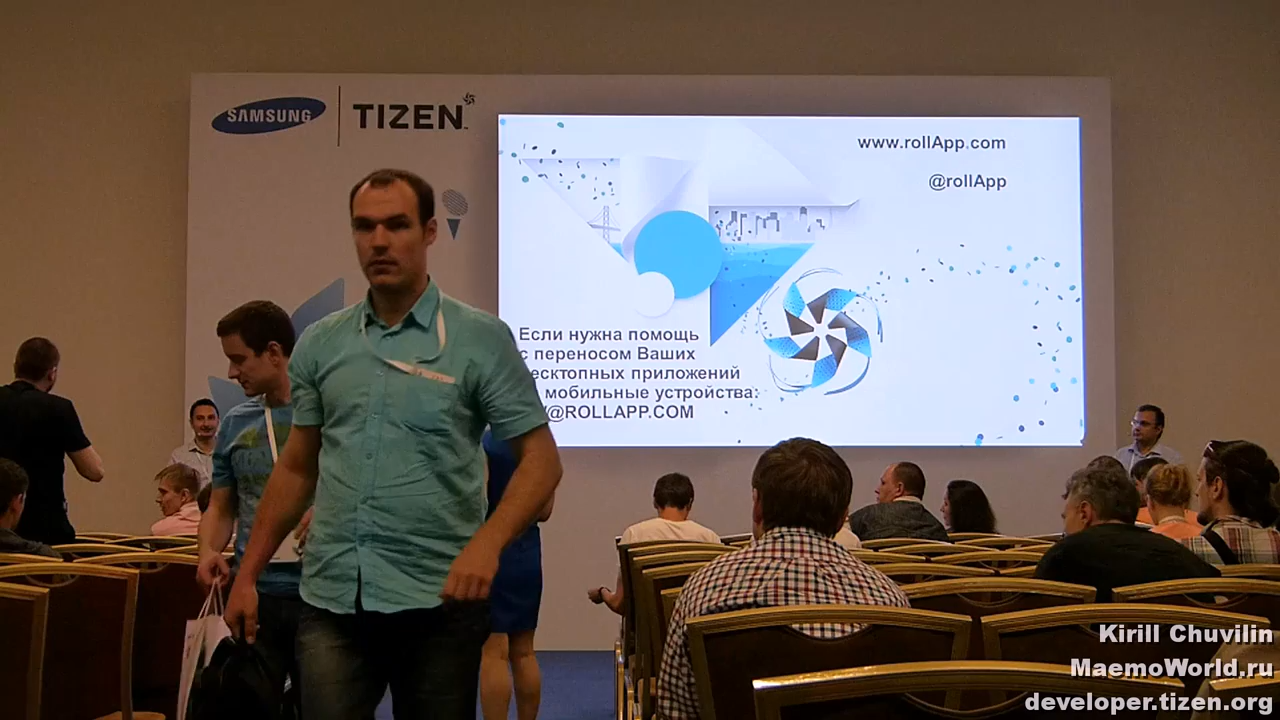 SAMSUNG
TIZEN
www.rollApp.com
@rollApp
Если нужна помощь
с переносом Ваших
мобильные устройства:
@ROLLAPP.COM
приложений
Kirill Chuvilin
MaemoWorld.ru
developer.tizen.org